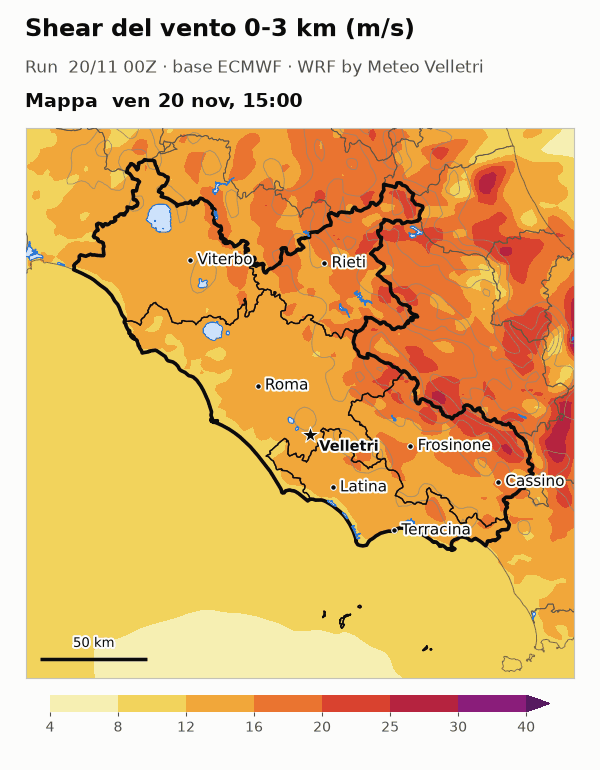 Shear del vento 0-3 km (m/s)
Run  20/11 00Z · base ECMWF · WRF by Meteo Velletri
Mappa  ven 20 nov, 15:00
Viterbo
Rieti
Roma
Velletri
Frosinone
Latina
Cassino
Terracina
50 km
4 8 12 16 20 25 30 40